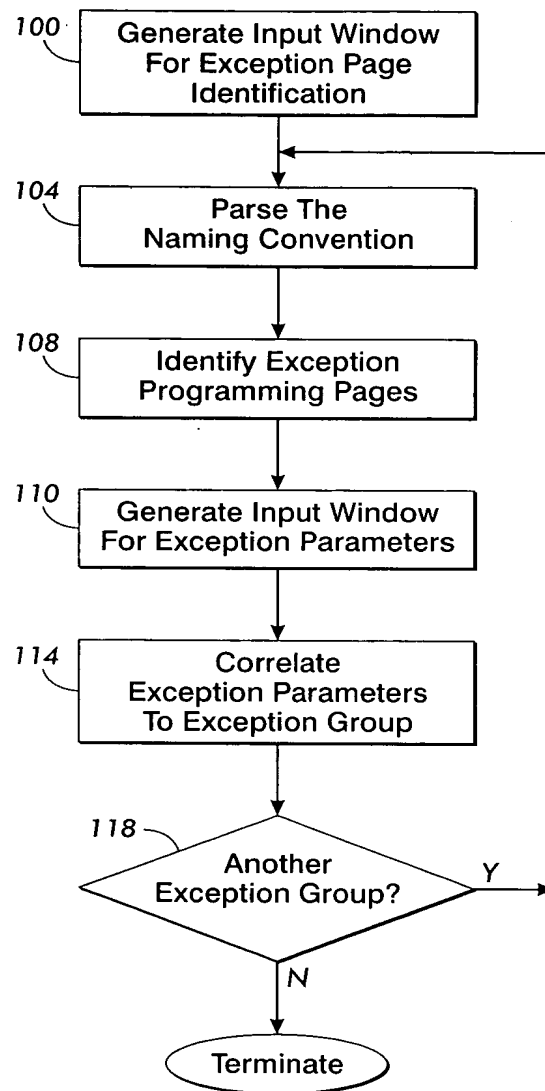 100
Generate Input Window
For Exception Page
Identification
104
Parse The
Naming Convention
108
Identify Exception
Programming Pages
110
Generate Input Window
For Exception Parameters
114
Correlate
Exception Parameters
To Exception Group
118
Another
Exception Group?
Y
N
Terminate